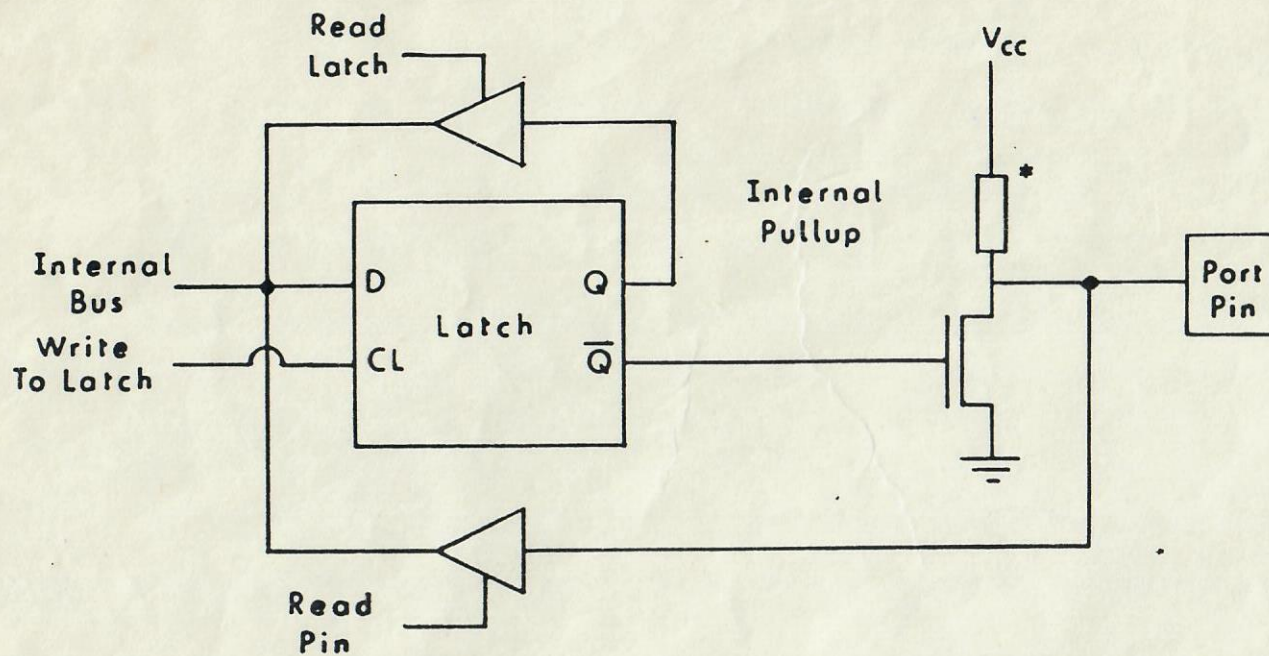 Read
Latch
Vcc
*
Internal
Pullup
Internal
Bus
D
Q
Port
Pin
Latch
Write
To Latch
CL
Q̅
Read
Pin